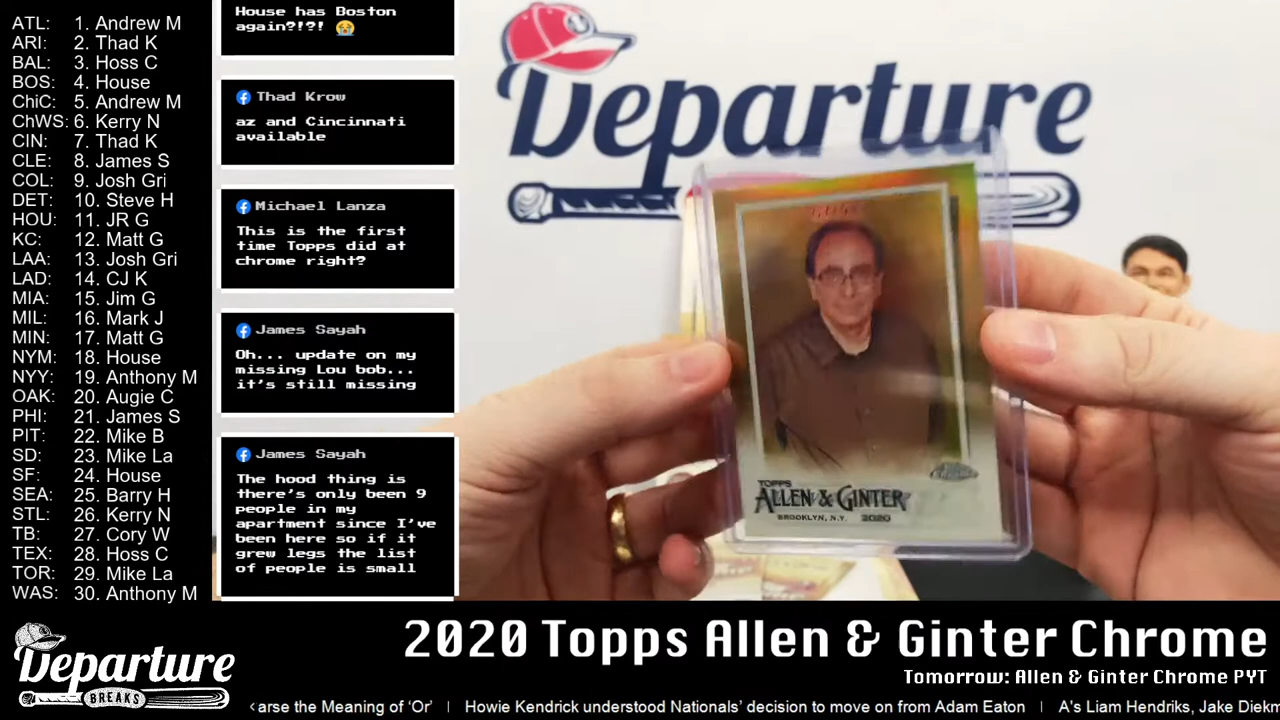 ATL: 1. Andrew M
ARI: 2. Thad K
BAL: 3. Hoss C
BOS: 4. House
ChiC: 5. Andrew M
ChWS: 6. Kerry N
CIN: 7. Thad K
CLE: 8. James S
COL: 9. Josh Gri
DET: 10. Steve H
HOU: 11. JR G
KC: 12. Matt G
LAA: 13. Josh Gri
LAD: 14. CJ K
MIA: 15. Jim G
MIL: 16. Mark J
MIN: 17. Matt G
NYM: 18. House
NYY: 19. Anthony M
OAK: 20. Augie C
PHI: 21. James S
PIT: 22. Mike B
SD: 23. Mike La
SF: 24. House
SEA: 25. Barry H
STL: 26. Kerry N
TB: 27. Cory W
TEX: 28. Hoss C
TOR: 29. Mike La
WAS: 30. Anthony M
House has Boston
again?!?! 😭
Thad Krow
az and Cincinnati
available
Michael Lanza
This is the first
time Topps did at
chrome right?
James Sayah
Oh... update on my
missing Lou bob...
it's still missing
James Sayah
The hood thing is
there's only been 9
people in my
apartment since I've
been here so if it
grew legs the list
of people is small
Departure
TOPPS
ALLEN & GINTER
BROOKLYN, N.Y. 2020
Departure
BREAKS
2020 Topps Allen & Ginter Chrome
Tomorrow: Allen & Ginter Chrome PYT
‹ arse the Meaning of 'Or' | Howie Kendrick understood Nationals' decision to move on from Adam Eaton | A's Liam Hendriks, Jake Diekm